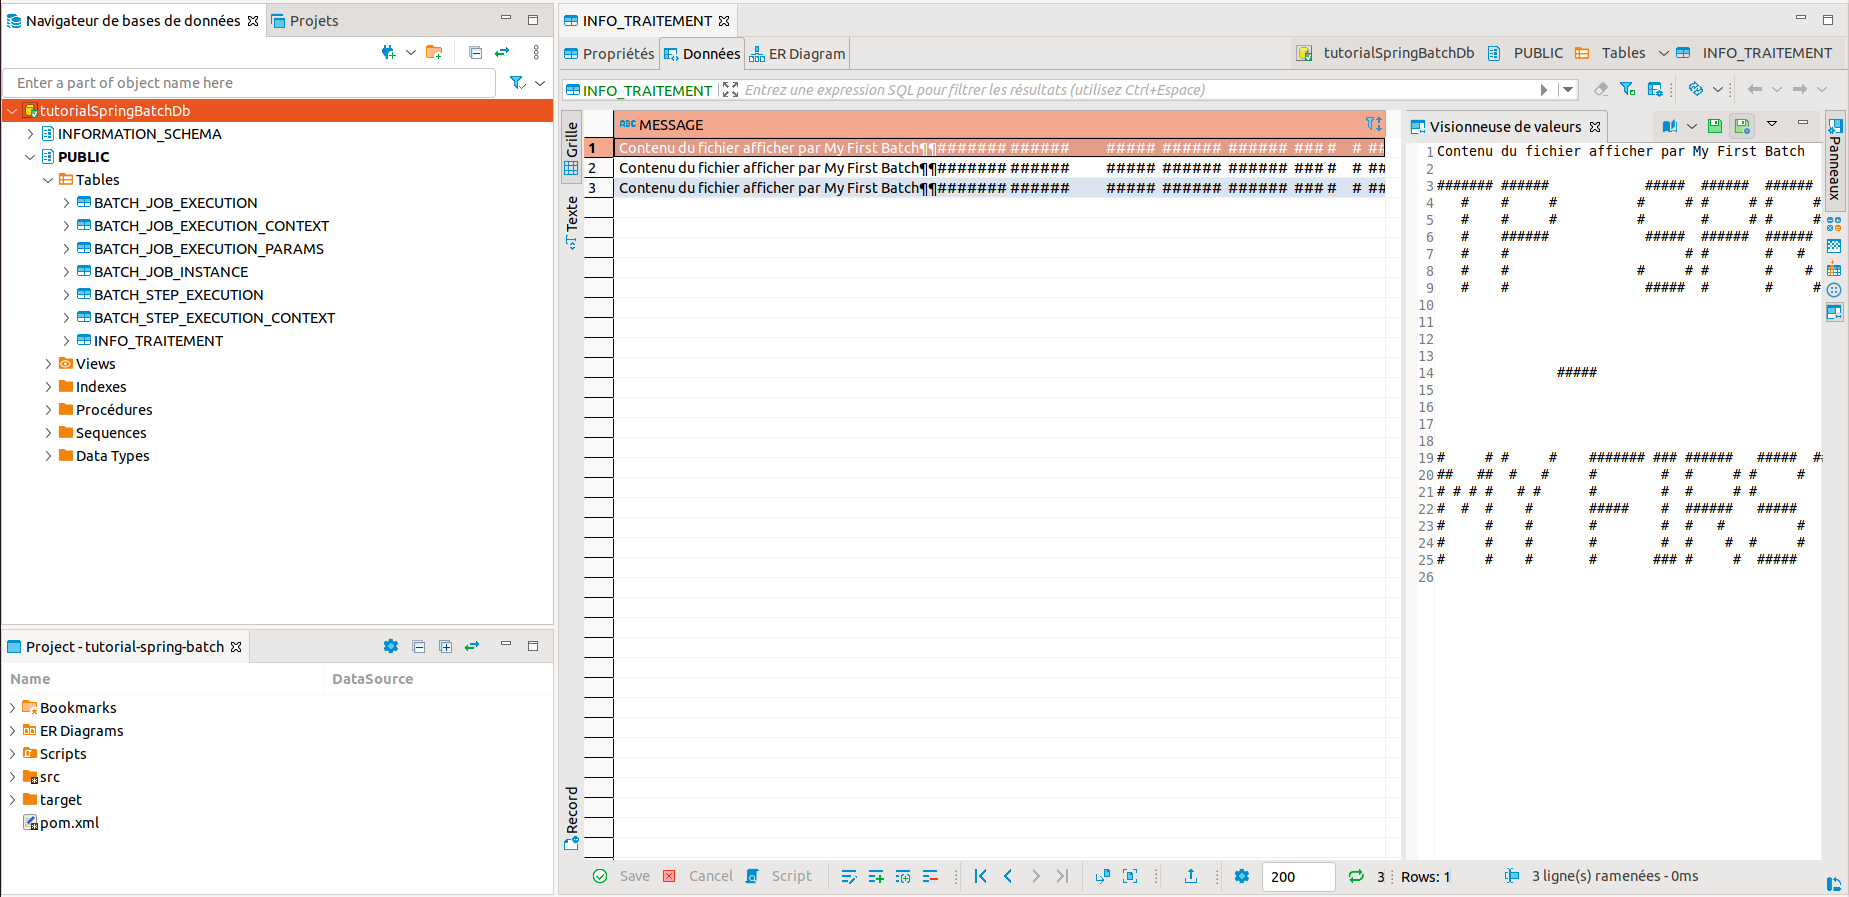 Navigateur de bases de données
Projets
Enter a part of object name here
tutorialSpringBatchDb
INFORMATION_SCHEMA
PUBLIC
Tables
BATCH_JOB_EXECUTION
BATCH_JOB_EXECUTION_CONTEXT
BATCH_JOB_EXECUTION_PARAMS
BATCH_JOB_INSTANCE
BATCH_STEP_EXECUTION
BATCH_STEP_EXECUTION_CONTEXT
INFO_TRAITEMENT
Views
Indexes
Procédures
Sequences
Data Types
Project - tutorial-spring-batch
Name DataSource
Bookmarks
ER Diagrams
Scripts
src
target
pom.xml
INFO_TRAITEMENT
Propriétés Données ER Diagram
tutorialSpringBatchDb PUBLIC Tables INFO_TRAITEMENT
INFO_TRAITEMENT Entrez une expression SQL pour filtrer les résultats (utilisez Ctrl+Espace)
Grille
Texte
Record
ABC MESSAGE
1 Contenu du fichier afficher par My First Batch¶¶####### ###### ##### ###### ###### ### # # ##
2 Contenu du fichier afficher par My First Batch¶¶####### ###### ##### ###### ###### ### # # ##
3 Contenu du fichier afficher par My First Batch¶¶####### ###### ##### ###### ###### ### # # ##
Visionneuse de valeurs
Panneaux
1 Contenu du fichier afficher par My First Batch
2
3 ####### ###### ##### ###### ######
4 # # # # # # # # #
5 # # # # # # # #
6 # ###### ##### ###### ######
7 # # # # # #
8 # # # # # # #
9 # # ##### # # #
10
11
12
13
14 #####
15
16
17
18
19 # # # # ####### ### ###### ##### ##
20 ## ## # # # # # # # #
21 # # # # # # # # # # #
22 # # # # ##### # ###### #####
23 # # # # # # # #
24 # # # # # # # # #
25 # # # # ### # # #####
26
Save Cancel Script 200 3 Rows: 1 3 ligne(s) ramenées - 0ms